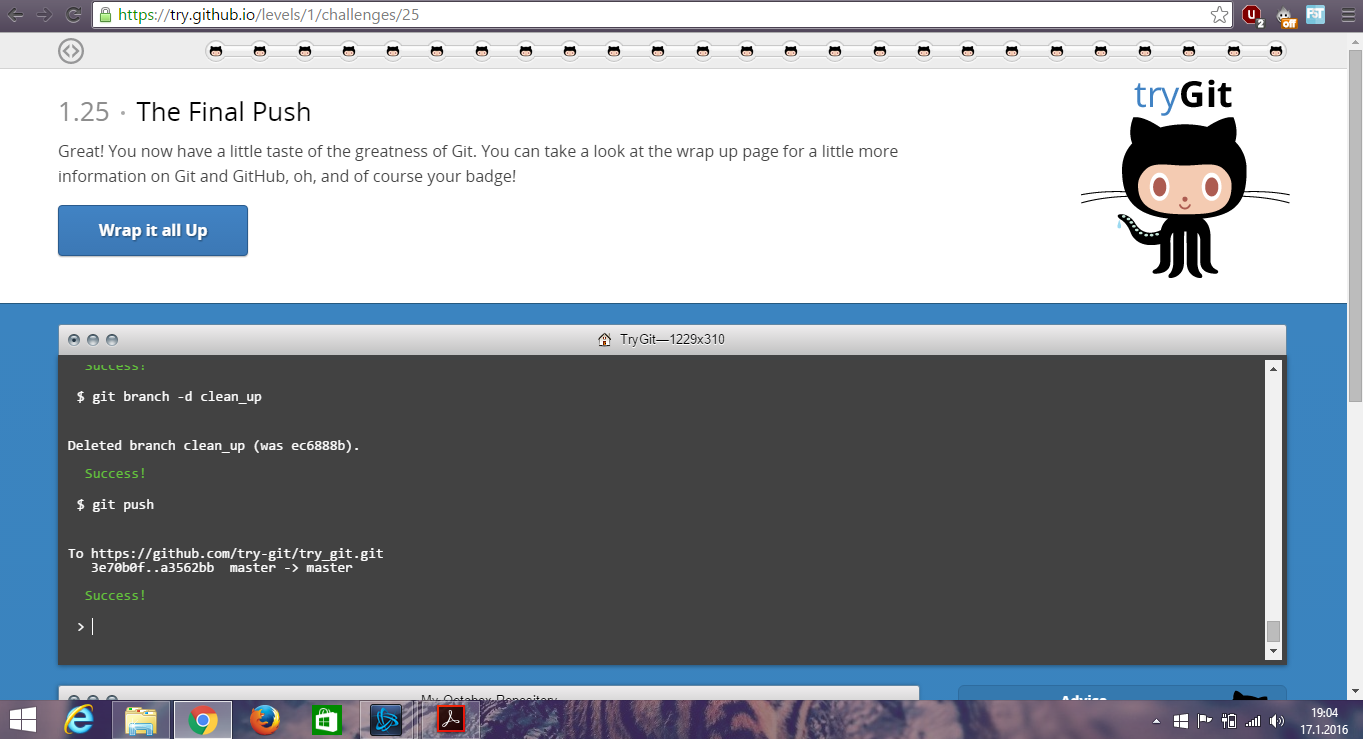 https://try.github.io/levels/1/challenges/25
2
off
FST
1.25 · The Final Push
tryGit
Great! You now have a little taste of the greatness of Git. You can take a look at the wrap up page for a little more
information on Git and GitHub, oh, and of course your badge!
Wrap it all Up
TryGit—1229x310
Success!
$ git branch -d clean_up
Deleted branch clean_up (was ec6888b).
Success!
$ git push
To https://github.com/try-git/try_git.git
3e70b0f..a3562bb  master -> master
Success!
>
My Octobox Repository
Advice
19:04
17.1.2016